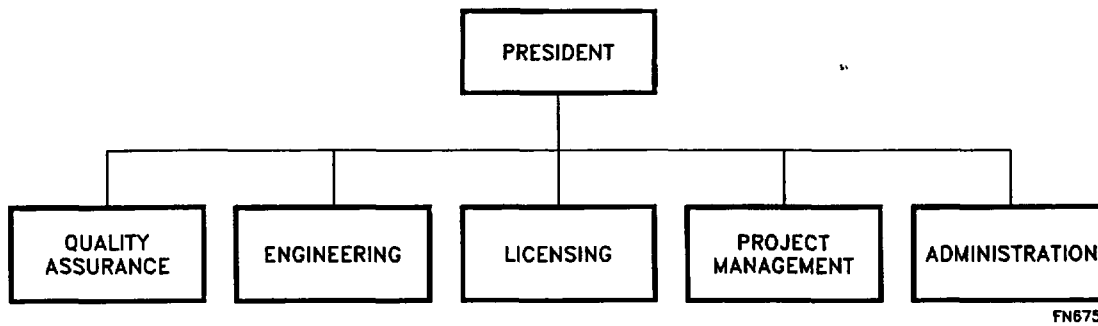 PRESIDENT
QUALITY
ASSURANCE
ENGINEERING
LICENSING
PROJECT
MANAGEMENT
ADMINISTRATION
FN675